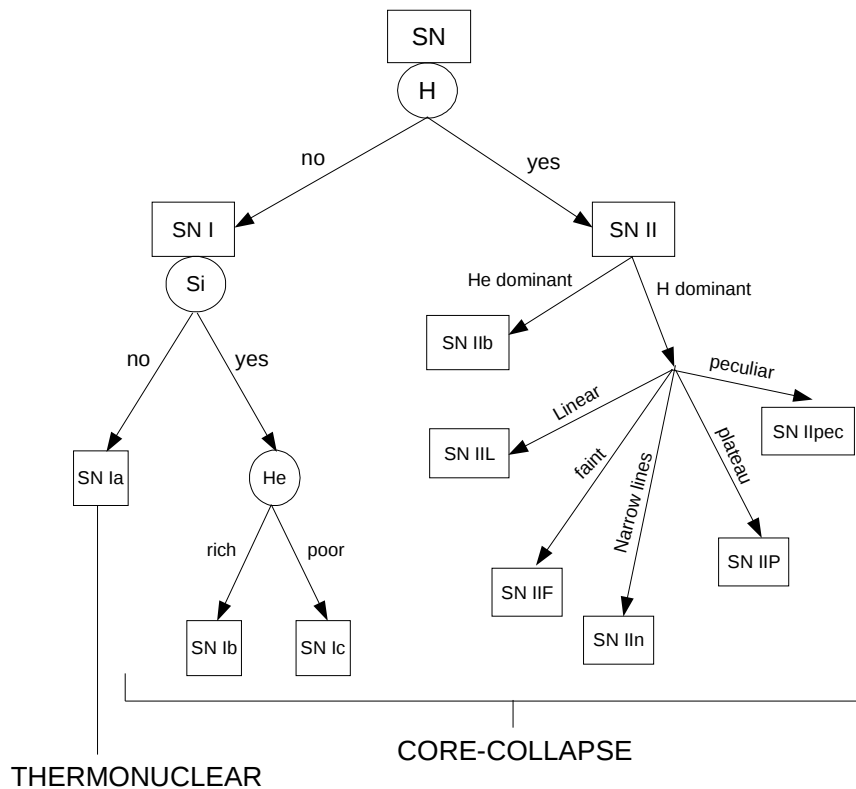 SN
H
no
yes
SN I
SN II
Si
He dominant
H dominant
SN IIb
no
yes
peculiar
Linear
SN IIpec
SN IIL
faint
Narrow lines
plateau
SN Ia
He
rich
poor
SN IIP
SN IIF
SN Ib
SN Ic
SN IIn
CORE-COLLAPSE
THERMONUCLEAR